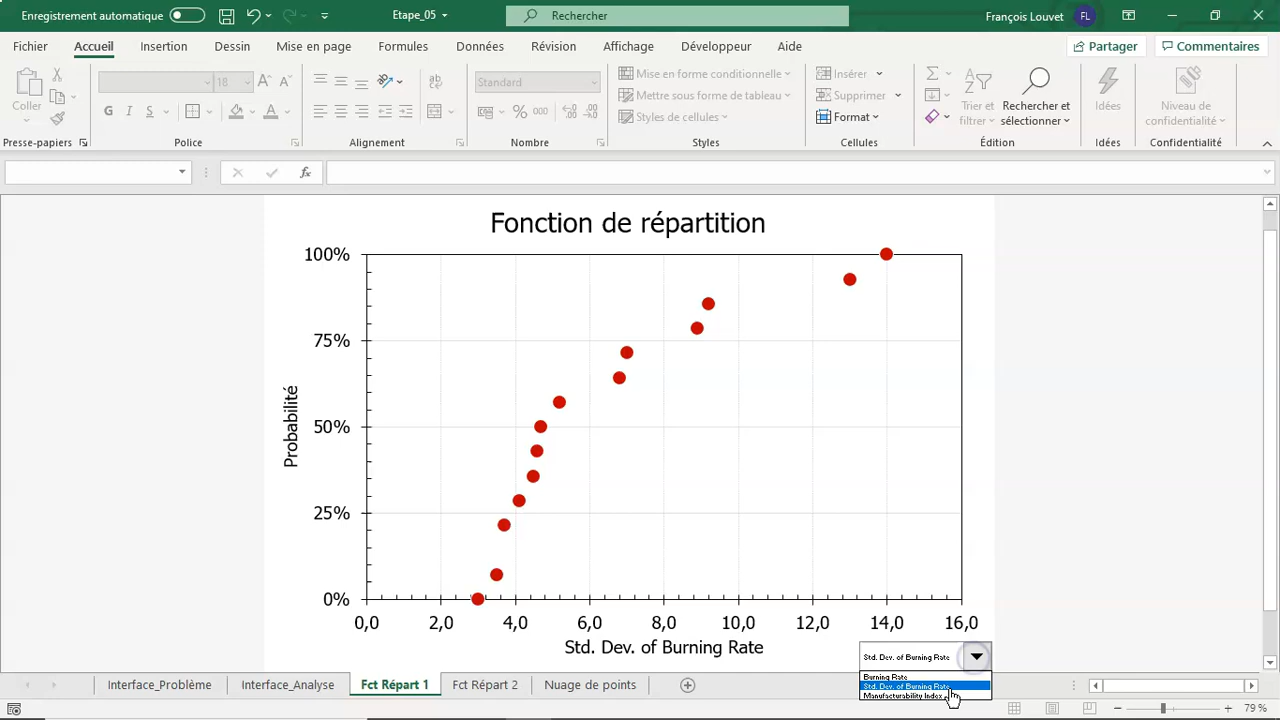 Enregistrement automatique
Etape_05
Rechercher
François Louvet
FL
Fichier
Accueil
Insertion
Dessin
Mise en page
Formules
Données
Révision
Affichage
Développeur
Aide
Partager
Commentaires
Coller
18
G I S
A A
Standard
% 000
Mise en forme conditionnelle
Mettre sous forme de tableau
Styles de cellules
Insérer
Supprimer
Format
Trier et
filtrer
Rechercher et
sélectionner
Idées
Niveau de
confidentialité
Presse-papiers
Police
Alignement
Nombre
Styles
Cellules
Édition
Idées
Confidentialité
fx
Fonction de répartition
100%
75%
50%
25%
0%
Probabilité
0,0 2,0 4,0 6,0 8,0 10,0 12,0 14,0 16,0
Std. Dev. of Burning Rate
Std. Dev. of Burning Rate
Burning Rate
Std. Dev. of Burning Rate
Manufacturability Index
Interface_Problème
Interface_Analyse
Fct Répart 1
Fct Répart 2
Nuage de points
79 %